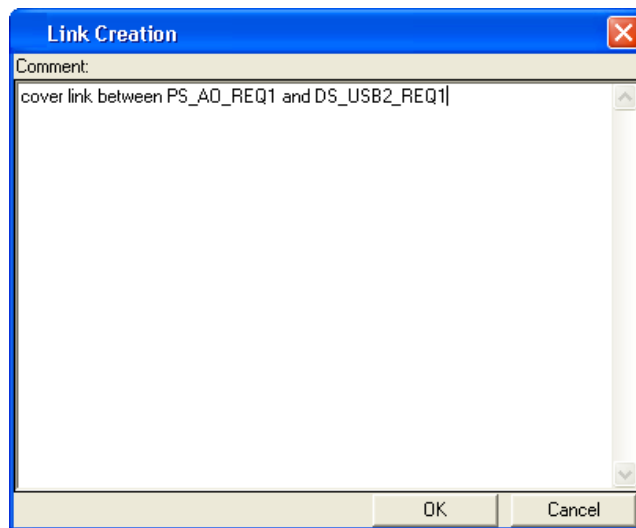 Link Creation
Comment:
cover link between PS_AO_REQ1 and DS_USB2_REQ1
OK
Cancel